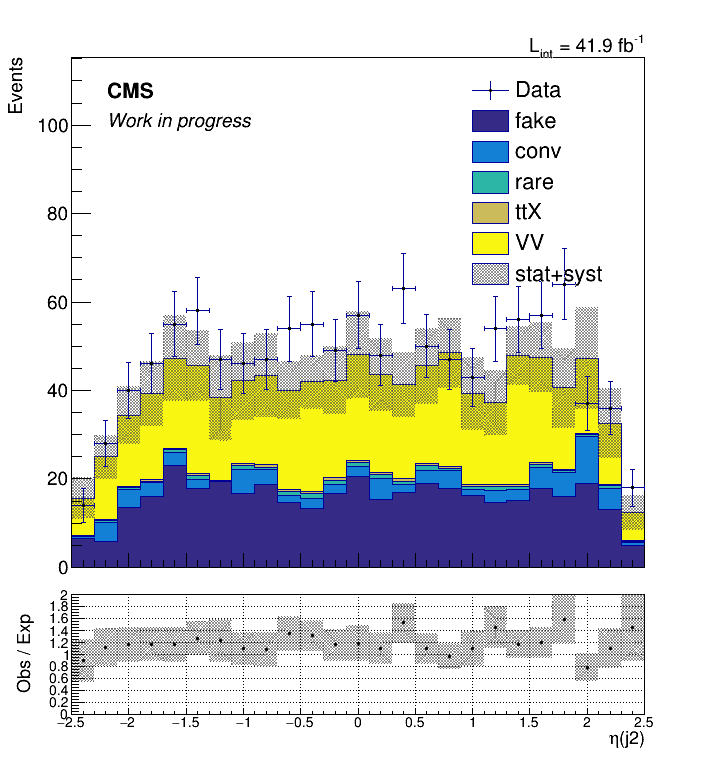 L_int = 41.9 fb^-1
Events
CMS
Work in progress
Data
fake
conv
rare
ttX
VV
stat+syst
100
80
60
40
20
0
Obs / Exp
2
1.8
1.6
1.4
1.2
1
0.8
0.6
0.4
0.2
0
−2.5 −2 −1.5 −1 −0.5 0 0.5 1 1.5 2 2.5
η(j2)